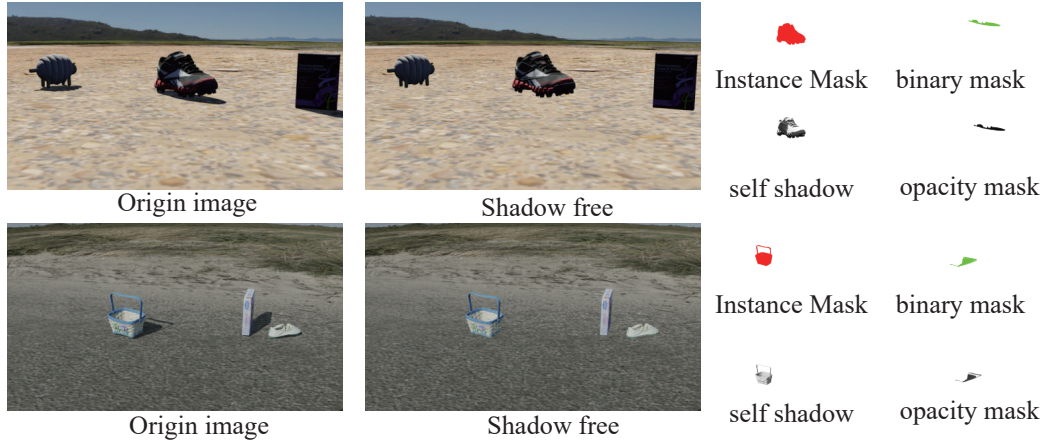 Instance Mask
binary mask
self shadow
opacity mask
Origin image
Shadow free
Instance Mask
binary mask
self shadow
opacity mask
Origin image
Shadow free